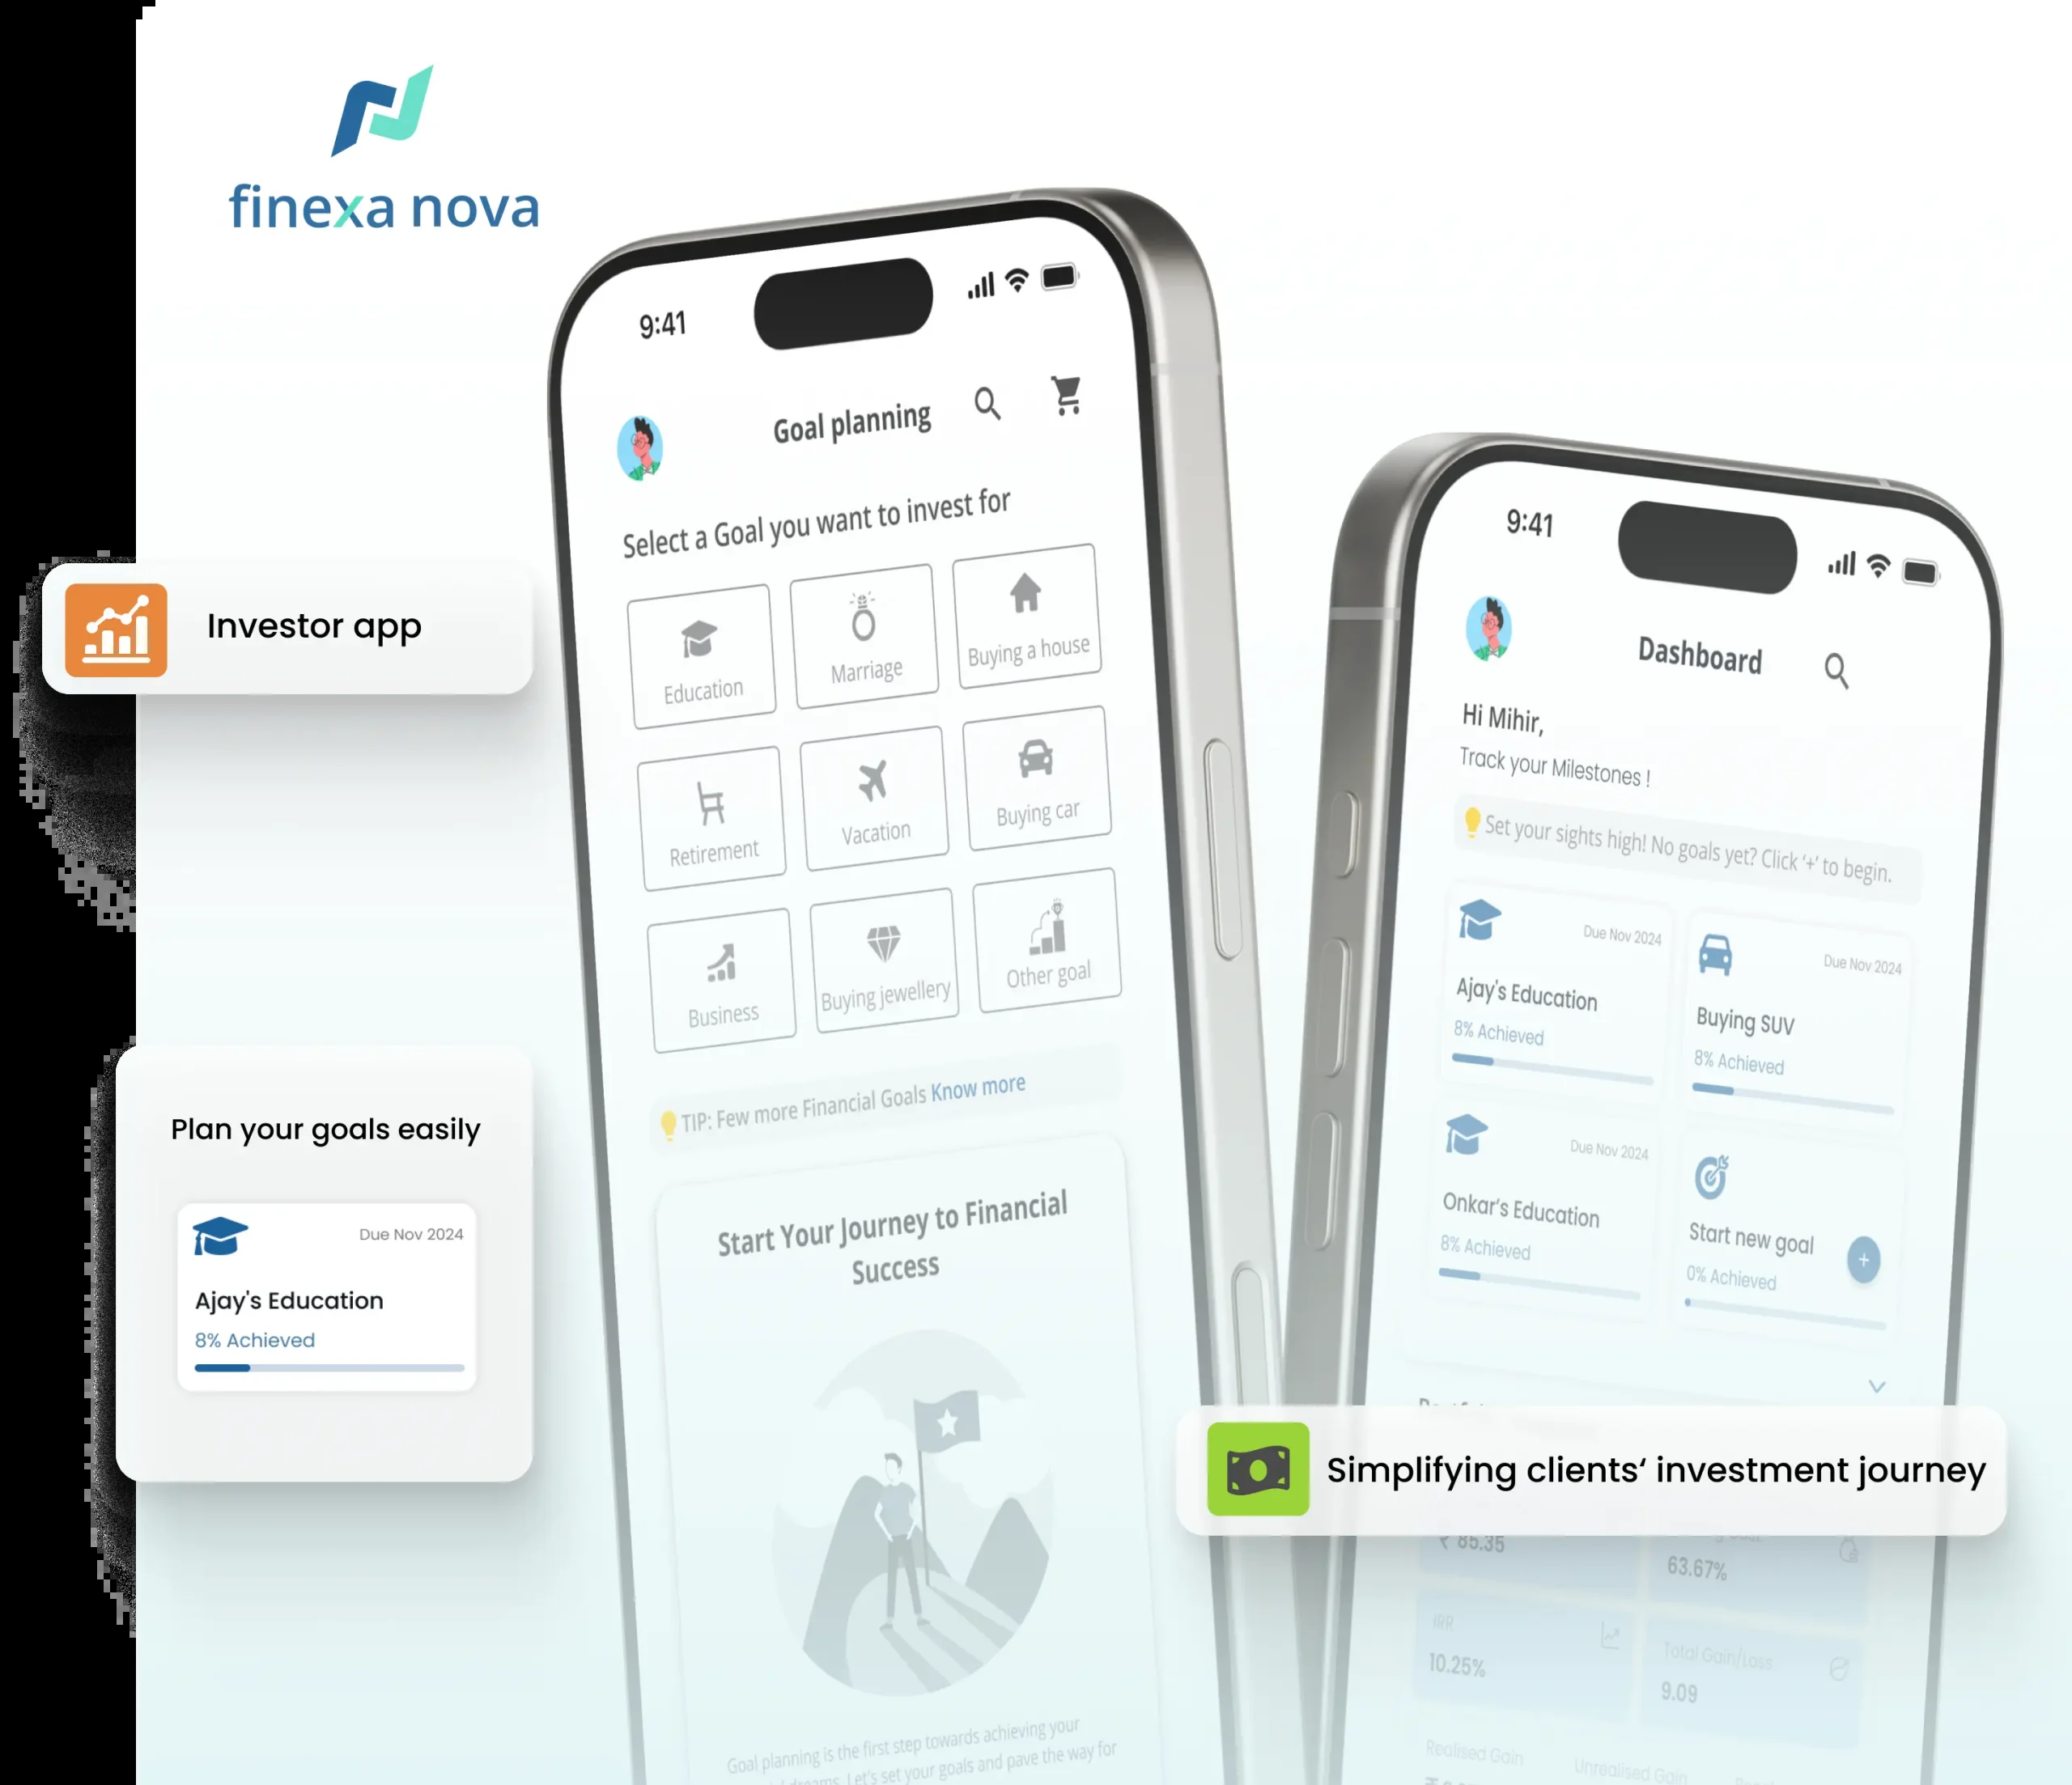 finexa nova
Investor app
Plan your goals easily
Due Nov 2024
Ajay's Education
8% Achieved
9:41
Goal planning
Select a Goal you want to invest for
Education
Marriage
Buying a house
Retirement
Vacation
Buying car
Business
Buying jewellery
Other goal
TIP: Few more Financial Goals Know more
Start Your Journey to Financial
Success
Goal planning is the first step towards achieving your
dreams. Let's set your goals and pave the way for
9:41
Dashboard
Hi Mihir,
Track your Milestones !
Set your sights high! No goals yet? Click ‘+’ to begin.
Due Nov 2024
Ajay's Education
8% Achieved
Due Nov 2024
Buying SUV
8% Achieved
Due Nov 2024
Onkar’s Education
8% Achieved
Start new goal
0% Achieved
+
Simplifying clients‘ investment journey
₹ 85.35
63.67%
IRR
10.25%
Total Gain/Loss
9.09
Realised Gain
Unrealised Gain